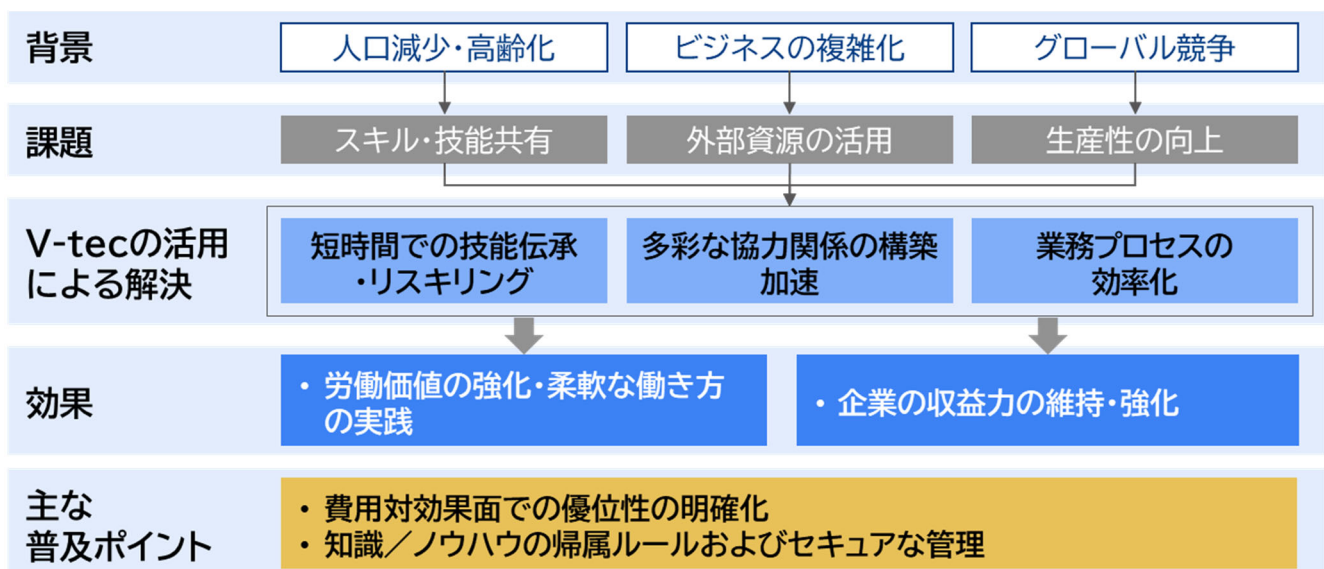 背景
人口減少・高齢化
ビジネスの複雑化
グローバル競争
課題
スキル・技能共有
外部資源の活用
生産性の向上
V-tecの活用
による解決
短時間での技能伝承
・リスキリング
多彩な協力関係の構築
加速
業務プロセスの
効率化
効果
・ 労働価値の強化・柔軟な働き方
の実践
・ 企業の収益力の維持・強化
主な
普及ポイント
・ 費用対効果面での優位性の明確化
・ 知識／ノウハウの帰属ルールおよびセキュアな管理